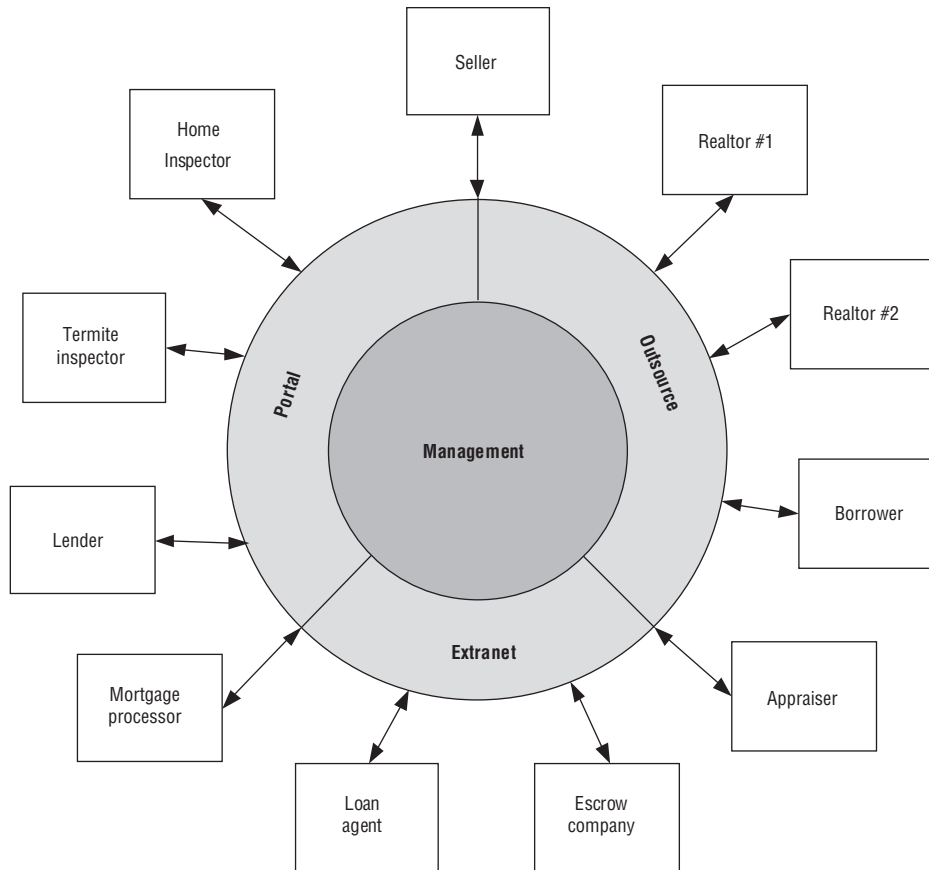 Seller
Home
Inspector
Realtor #1
Realtor #2
Termite
inspector
Portal
Outsource
Management
Lender
Borrower
Extranet
Mortgage
processor
Appraiser
Loan
agent
Escrow
company